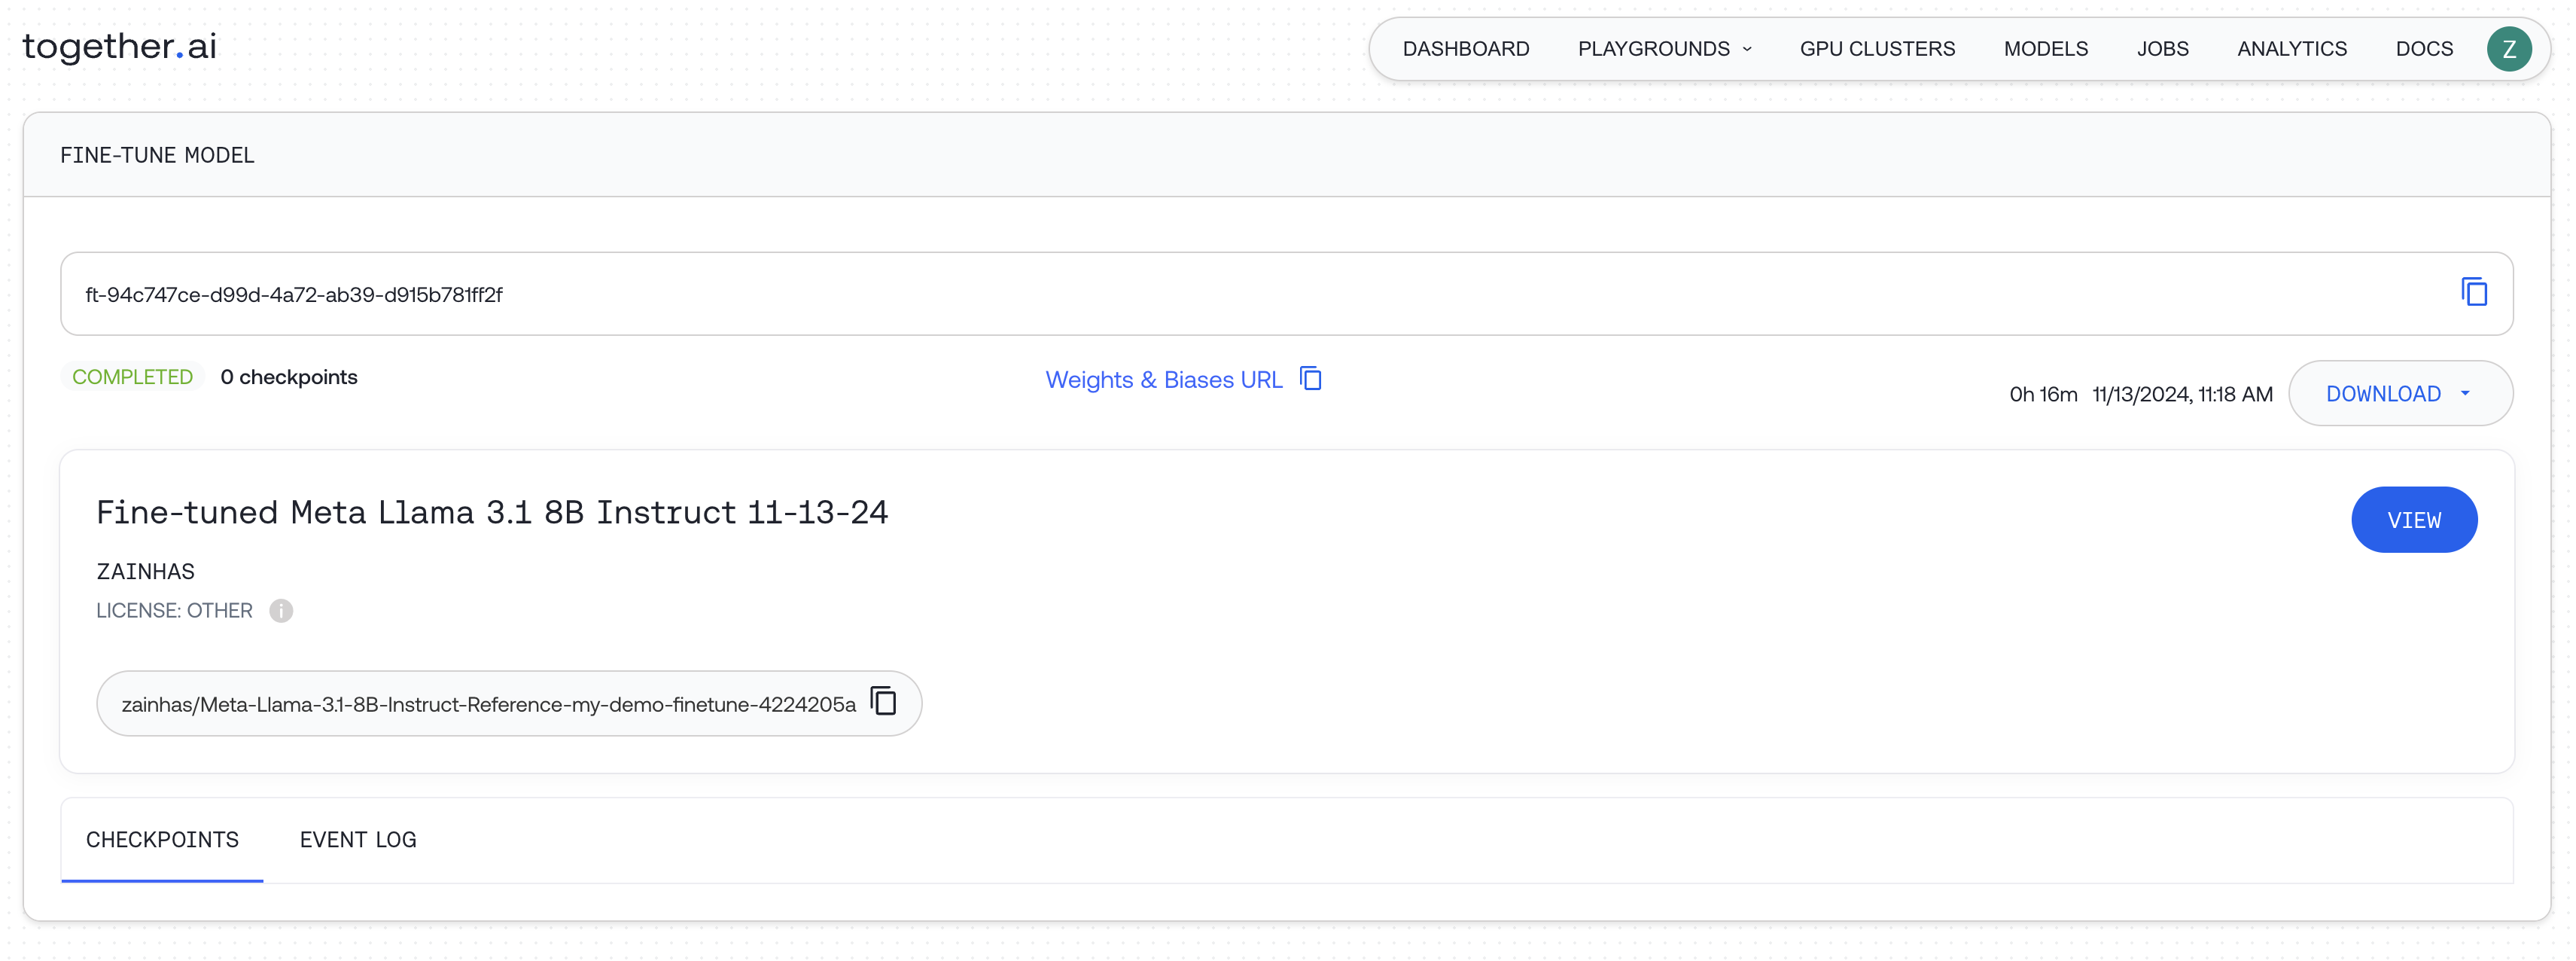 together.ai
DASHBOARD PLAYGROUNDS GPU CLUSTERS MODELS JOBS ANALYTICS DOCS Z
FINE-TUNE MODEL
ft-94c747ce-d99d-4a72-ab39-d915b781ff2f
COMPLETED 0 checkpoints Weights & Biases URL 0h 16m 11/13/2024, 11:18 AM DOWNLOAD
Fine-tuned Meta Llama 3.1 8B Instruct 11-13-24
VIEW
ZAINHAS
LICENSE: OTHER
zainhas/Meta-Llama-3.1-8B-Instruct-Reference-my-demo-finetune-4224205a
CHECKPOINTS EVENT LOG